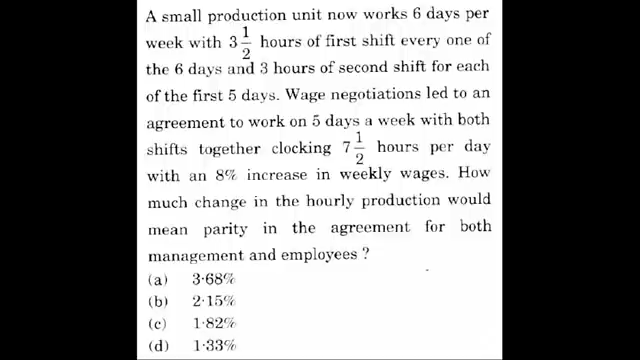 A small production unit now works 6 days per
week with 3 1/2 hours of first shift every one of
the 6 days and 3 hours of second shift for each
of the first 5 days. Wage negotiations led to an
agreement to work on 5 days a week with both
shifts together clocking 7 1/2 hours per day
with an 8% increase in weekly wages. How
much change in the hourly production would
mean parity in the agreement for both
management and employees ?
(a) 3·68%
(b) 2·15%
(c) 1·82%
(d) 1·33%